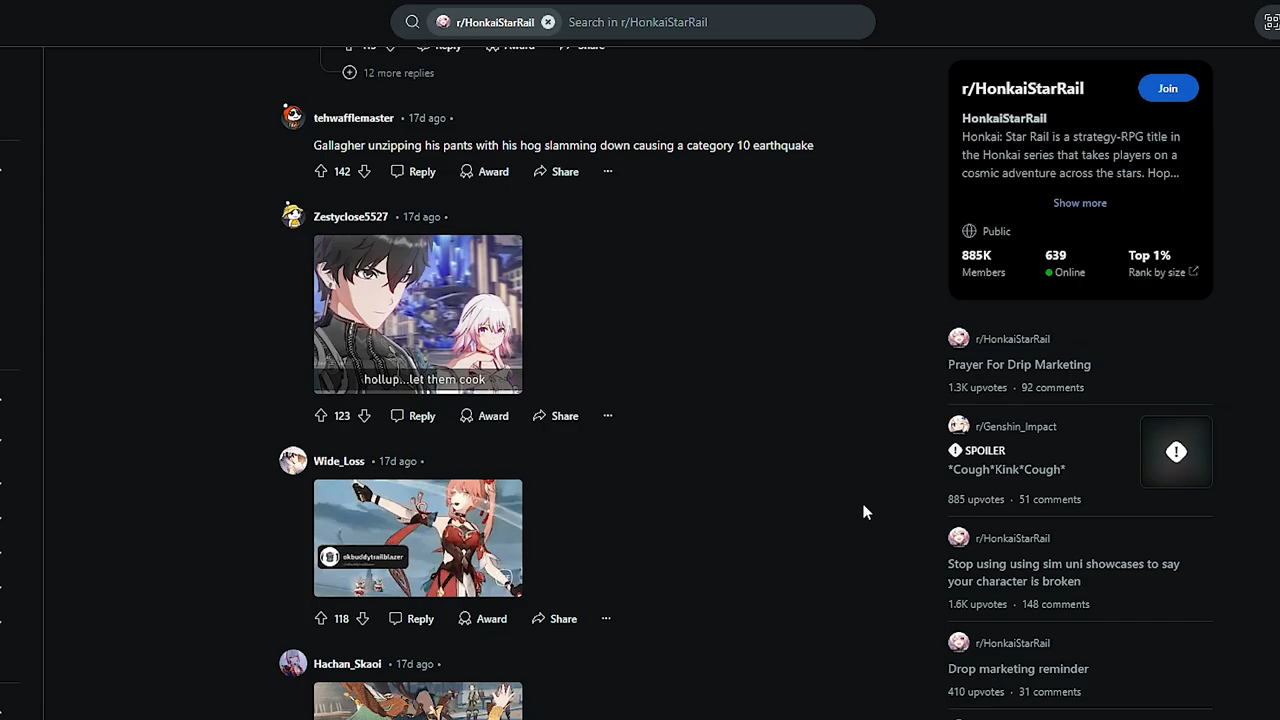 r/HonkaiStarRail Search in r/HonkaiStarRail
Reply Award Share
12 more replies
tehwafflemaster • 17d ago •
Gallagher unzipping his pants with his hog slamming down causing a category 10 earthquake
142 Reply Award Share ...
Zestyclose5527 • 17d ago •
hollup...let them cook
123 Reply Award Share ...
Wide_Loss • 17d ago •
okbuddytrailblazer
118 Reply Award Share ...
Hachan_Skaoi • 17d ago •
r/HonkaiStarRail Join
HonkaiStarRail
Honkai: Star Rail is a strategy-RPG title in
the Honkai series that takes players on a
cosmic adventure across the stars. Hop...
Show more
Public
885K 639 Top 1%
Members Online Rank by size
r/HonkaiStarRail
Prayer For Drip Marketing
1.3K upvotes · 92 comments
r/Genshin_Impact
SPOILER
*Cough*Kink*Cough*
885 upvotes · 51 comments
r/HonkaiStarRail
Stop using using sim uni showcases to say
your character is broken
1.6K upvotes · 148 comments
r/HonkaiStarRail
Drop marketing reminder
410 upvotes · 31 comments